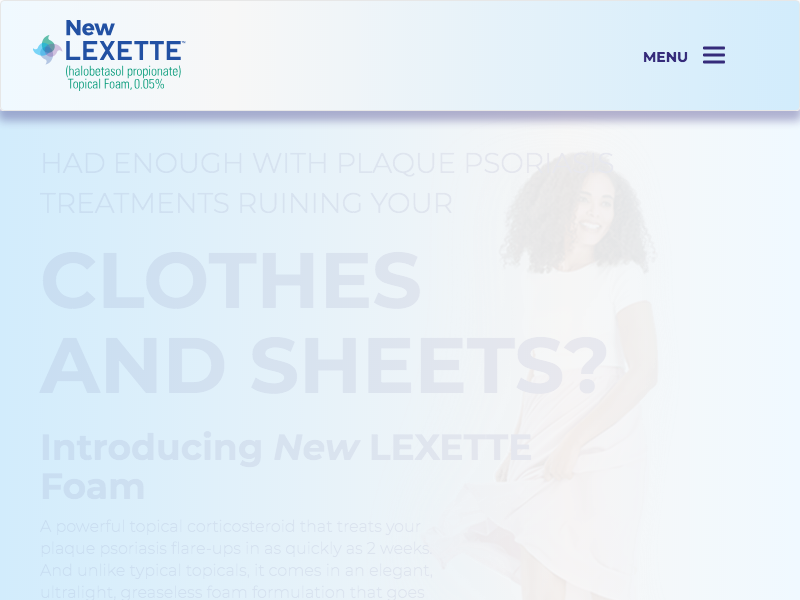 New
LEXETTE™
(halobetasol propionate)
Topical Foam, 0.05%
MENU
HAD ENOUGH WITH PLAQUE PSORIASIS
TREATMENTS RUINING YOUR
CLOTHES
AND SHEETS?
Introducing New LEXETTE
Foam
A powerful topical corticosteroid that treats your
plaque psoriasis flare-ups in as quickly as 2 weeks.
And unlike typical topicals, it comes in an elegant,
ultralight, greaseless foam formulation that goes